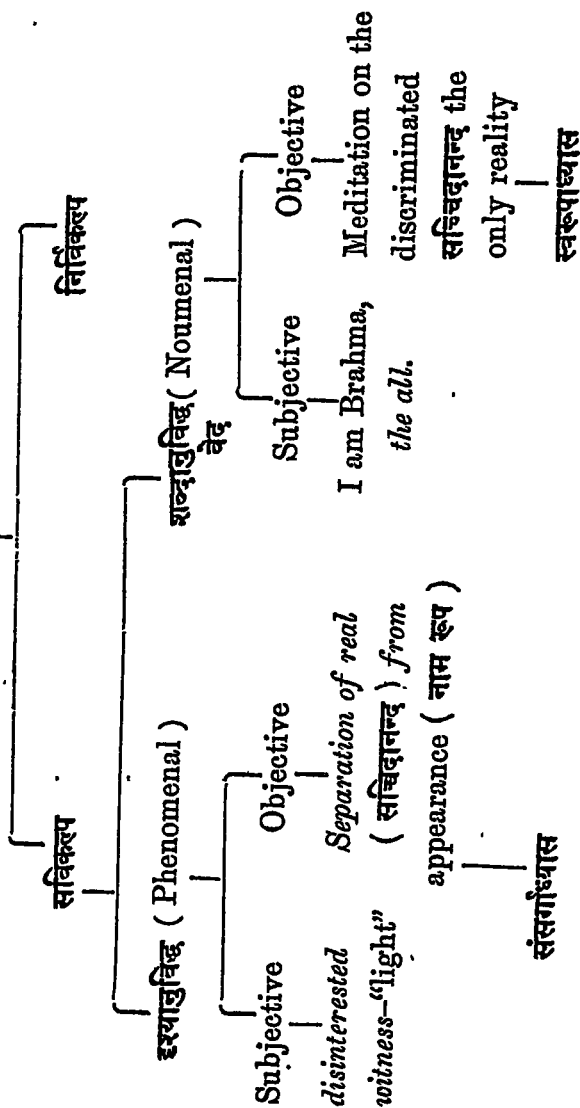 सविकल्प
निर्विकल्प
दृश्यानुविद्ध ( Phenomenal )
शब्दानुविद्ध ( Noumenal )
वेद
Subjective
disinterested
witness–“light”
Objective
Separation of real
( सच्चिदानन्द ) from
appearance ( नाम रूप )
संसर्गाध्यास
Subjective
I am Brahma,
the all.
Objective
Meditation on the
discriminated
सच्चिदानन्द the
only reality
स्वरूपाध्यास